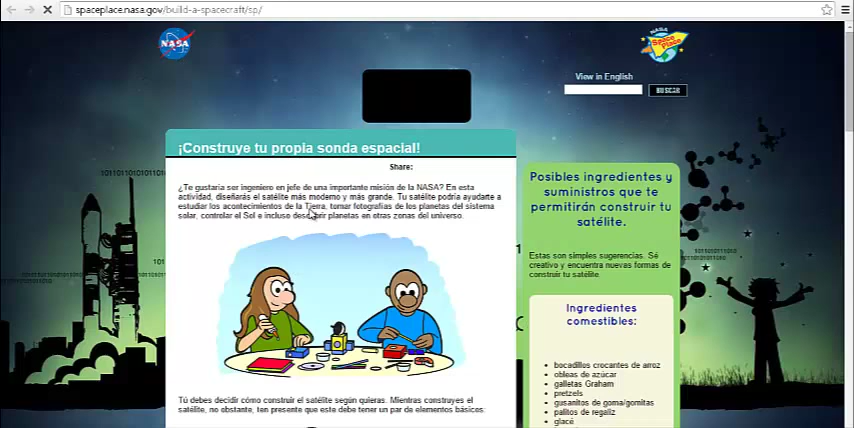 spaceplace.nasa.gov/build-a-spacecraft/sp/
NASA
NASA
Space Place
View in English
BUSCAR
¡Construye tu propia sonda espacial!
Share:
¿Te gustaría ser ingeniero en jefe de una importante misión de la NASA? En esta
actividad, diseñarás el satélite más moderno y más grande. Tu satélite podría ayudarte a
estudiar los acontecimientos de la Tierra, tomar fotografías de los planetas del sistema
solar, controlar el Sol e incluso descubrir planetas en otras zonas del universo.
Tú debes decidir cómo construir el satélite según quieras. Mientras construyes el
satélite, no obstante, ten presente que este debe tener un par de elementos básicos:
Posibles ingredientes y
suministros que te
permitirán construir tu
satélite.
Estas son simples sugerencias. Sé
creativo y encuentra nuevas formas de
construir tu satélite
Ingredientes
comestibles:
bocadillos crocantes de arroz
obleas de azúcar
galletas Graham
pretzels
gusanitos de goma/gomitas
palitos de regaliz
glacé